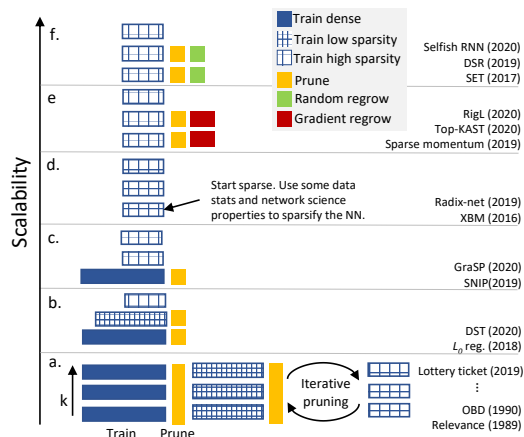 f.
Train dense
Train low sparsity
Train high sparsity
Prune
Random regrow
Gradient regrow
Selfish RNN (2020)
DSR (2019)
SET (2017)
e
RigL (2020)
Top-KAST (2020)
Sparse momentum (2019)
d.
Start sparse. Use some data
stats and network science
properties to sparsify the NN.
Radix-net (2019)
XBM (2016)
c.
GraSP (2020)
SNIP(2019)
b.
DST (2020)
L0 reg. (2018)
a.
k
Iterative
pruning
Lottery ticket (2019)
⋮
OBD (1990)
Relevance (1989)
Train
Prune
Scalability